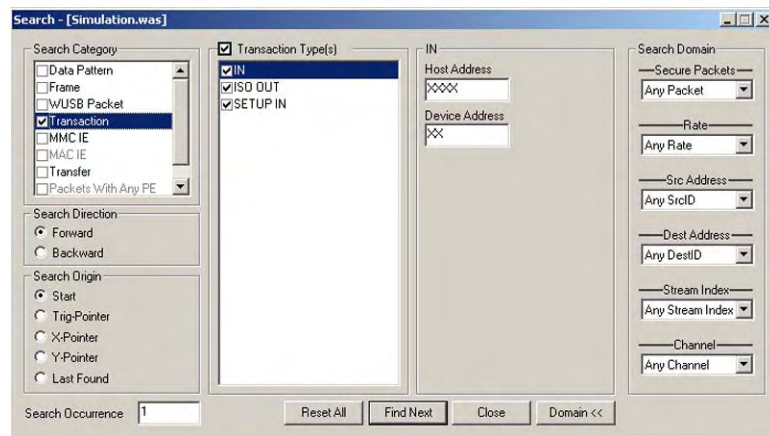 Search - [Simulation.was]
Search Category
Data Pattern
Frame
WUSB Packet
Transaction
MMC IE
MAC IE
Transfer
Packets With Any PE
Search Direction
Forward
Backward
Search Origin
Start
Trig-Pointer
X-Pointer
Y-Pointer
Last Found
Search Occurrence 1
Transaction Type(s)
IN
ISO OUT
SETUP IN
IN
Host Address
XXXX
Device Address
XX
Search Domain
Secure Packets
Any Packet
Rate
Any Rate
Src Address
Any SrcID
Dest Address
Any DestID
Stream Index
Any Stream Index
Channel
Any Channel
Reset All
Find Next
Close
Domain <<